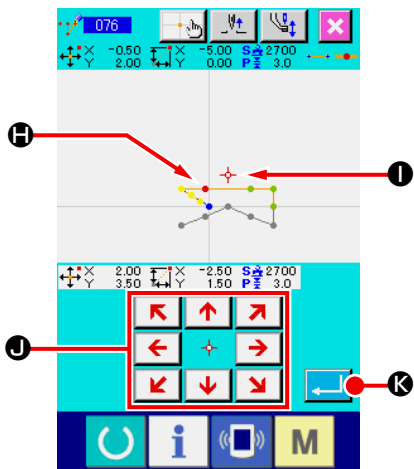 076
X -0.50 X -5.00 S 2700
Y 2.00 Y 0.00 P 3.0
H
I
X 2.00 X -2.50 S 2700
Y 3.50 Y 1.50 P 3.0
J
K
i M